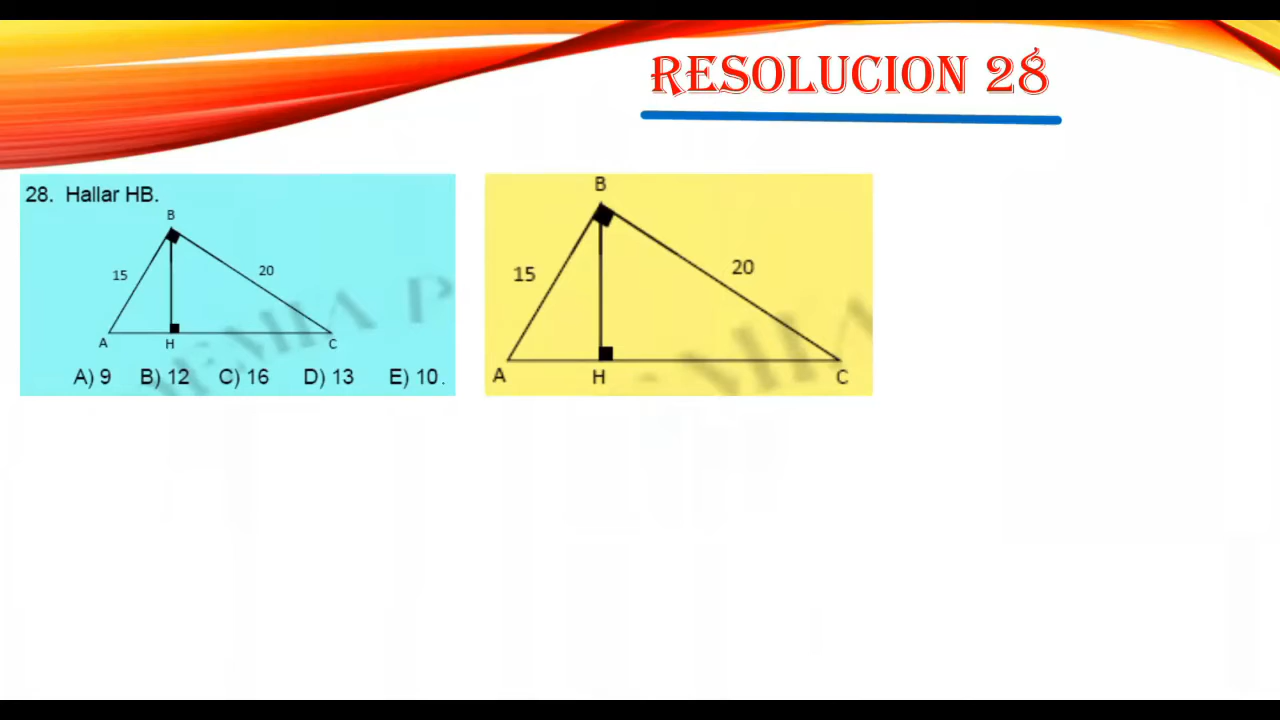 RESOLUCION 28
28. Hallar HB.
B
15
20
A
H
C
A) 9 B) 12 C) 16 D) 13 E) 10.
B
15
20
A
H
C